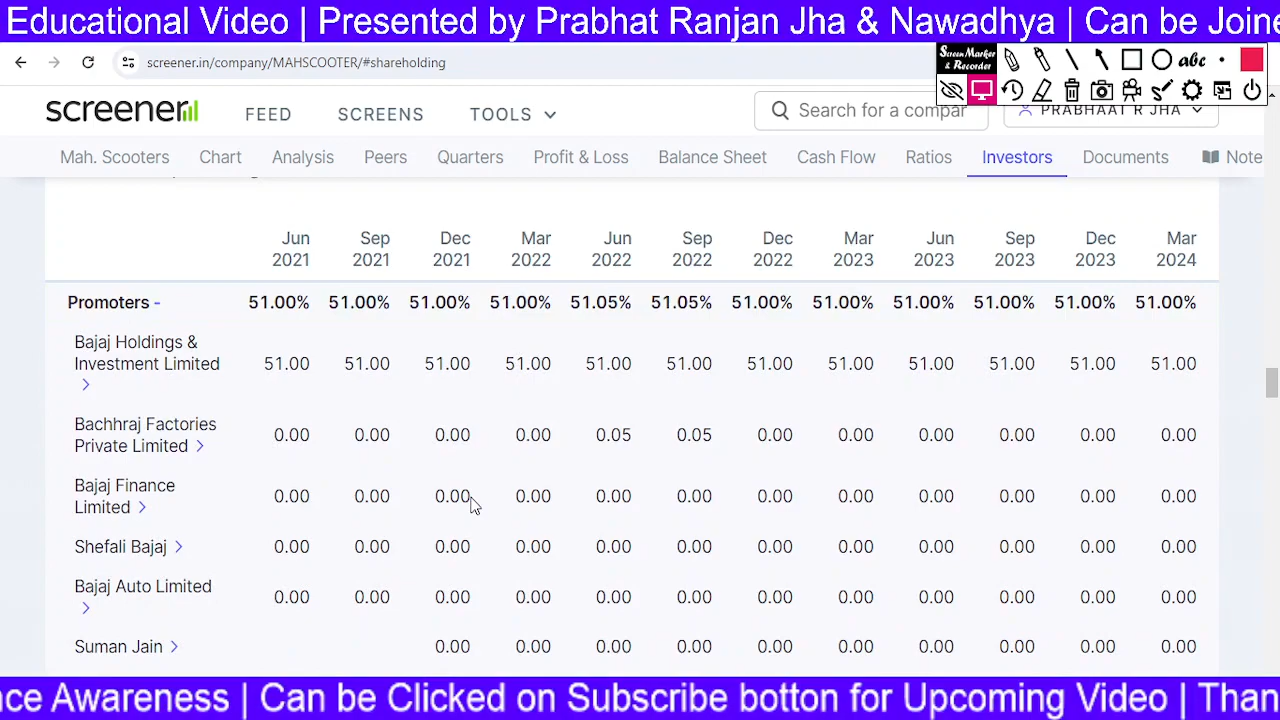 Educational Video | Presented by Prabhat Ranjan Jha & Nawadhya | Can be Joine
screener.in/company/MAHSCOOTER/#shareholding
Screen Marker & Recorder
abc
screener
FEED SCREENS TOOLS
Search for a compar
PRABHAAT R JHA
Mah. Scooters Chart Analysis Peers Quarters Profit & Loss Balance Sheet Cash Flow Ratios Investors Documents Note
Jun Sep Dec Mar Jun Sep Dec Mar Jun Sep Dec Mar
2021 2021 2021 2022 2022 2022 2022 2023 2023 2023 2023 2024
Promoters - 51.00% 51.00% 51.00% 51.00% 51.05% 51.05% 51.00% 51.00% 51.00% 51.00% 51.00% 51.00%
Bajaj Holdings &
Investment Limited 51.00 51.00 51.00 51.00 51.00 51.00 51.00 51.00 51.00 51.00 51.00 51.00
Bachhraj Factories
Private Limited 0.00 0.00 0.00 0.00 0.05 0.05 0.00 0.00 0.00 0.00 0.00 0.00
Bajaj Finance
Limited 0.00 0.00 0.00 0.00 0.00 0.00 0.00 0.00 0.00 0.00 0.00 0.00
Shefali Bajaj 0.00 0.00 0.00 0.00 0.00 0.00 0.00 0.00 0.00 0.00 0.00 0.00
Bajaj Auto Limited 0.00 0.00 0.00 0.00 0.00 0.00 0.00 0.00 0.00 0.00 0.00 0.00
Suman Jain 0.00 0.00 0.00 0.00 0.00 0.00 0.00 0.00 0.00 0.00
nce Awareness | Can be Clicked on Subscribe botton for Upcoming Video | Than